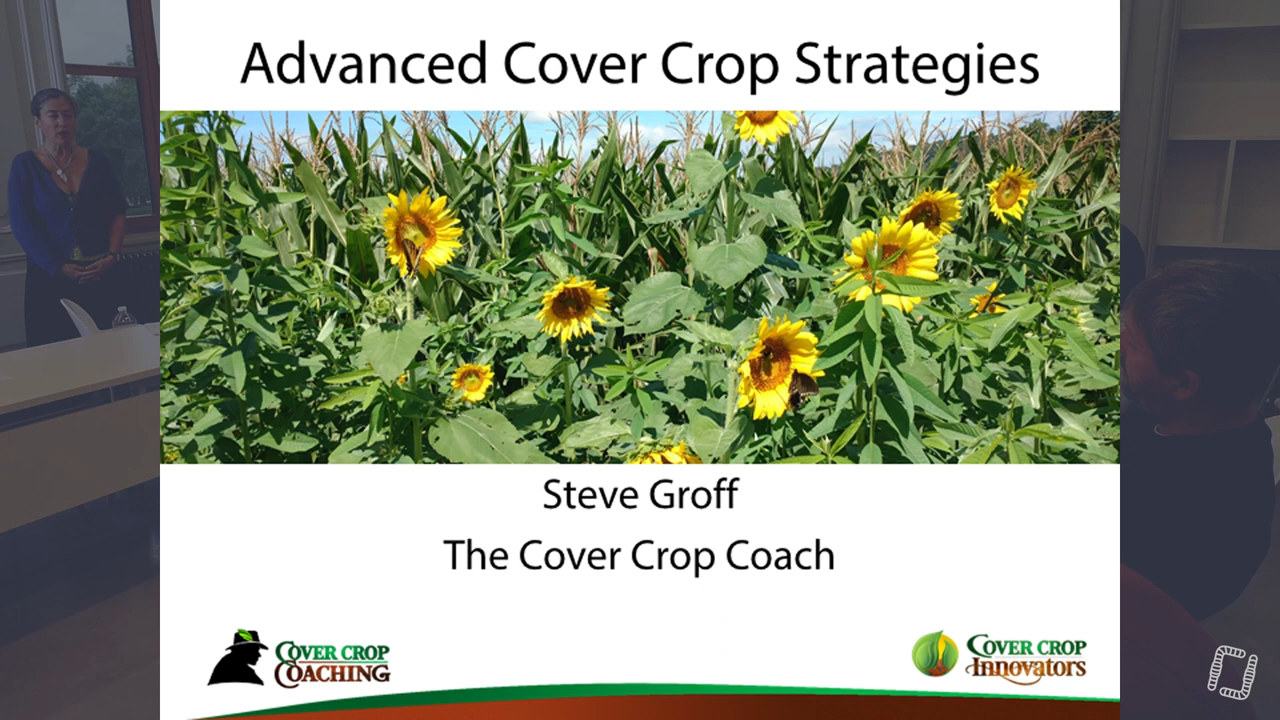 Advanced Cover Crop Strategies
Steve Groff
The Cover Crop Coach
COVER CROP
COACHING
COVER CROP
Innovators